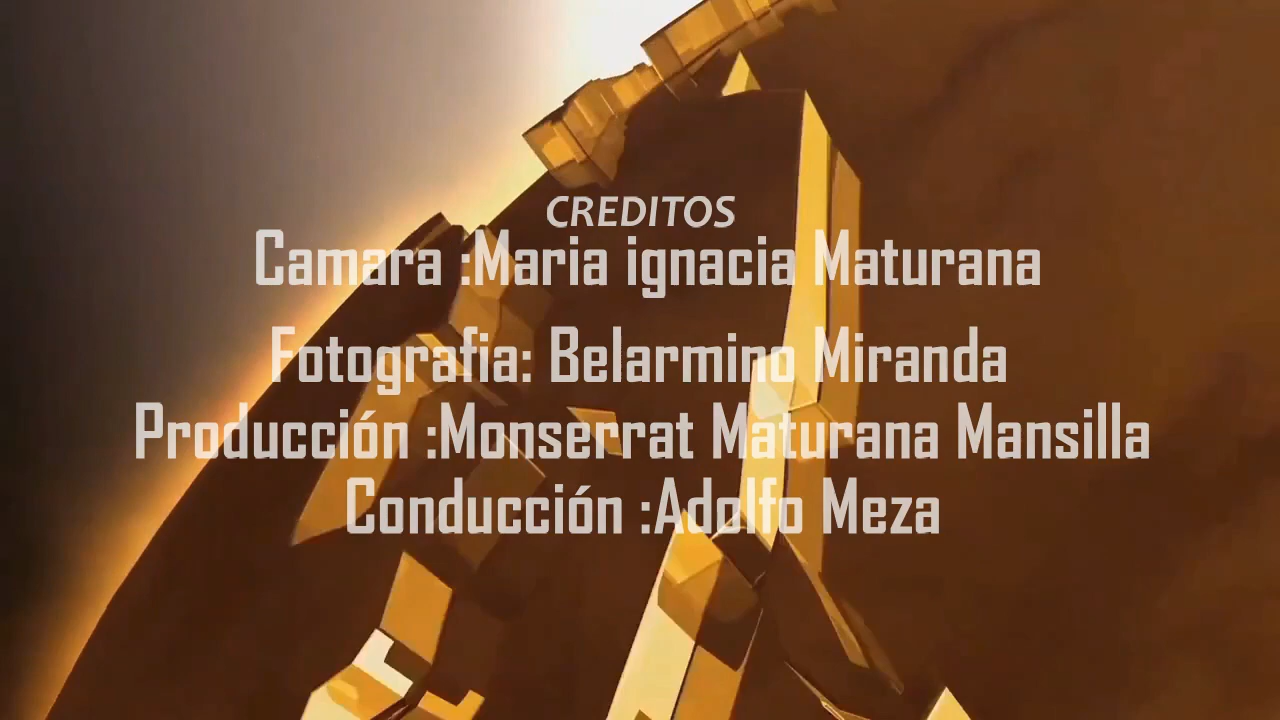 CREDITOS
Camara :Maria ignacia Maturana
Fotografia: Belarmino Miranda
Producción :Monserrat Maturana Mansilla
Conducción :Adolfo Meza